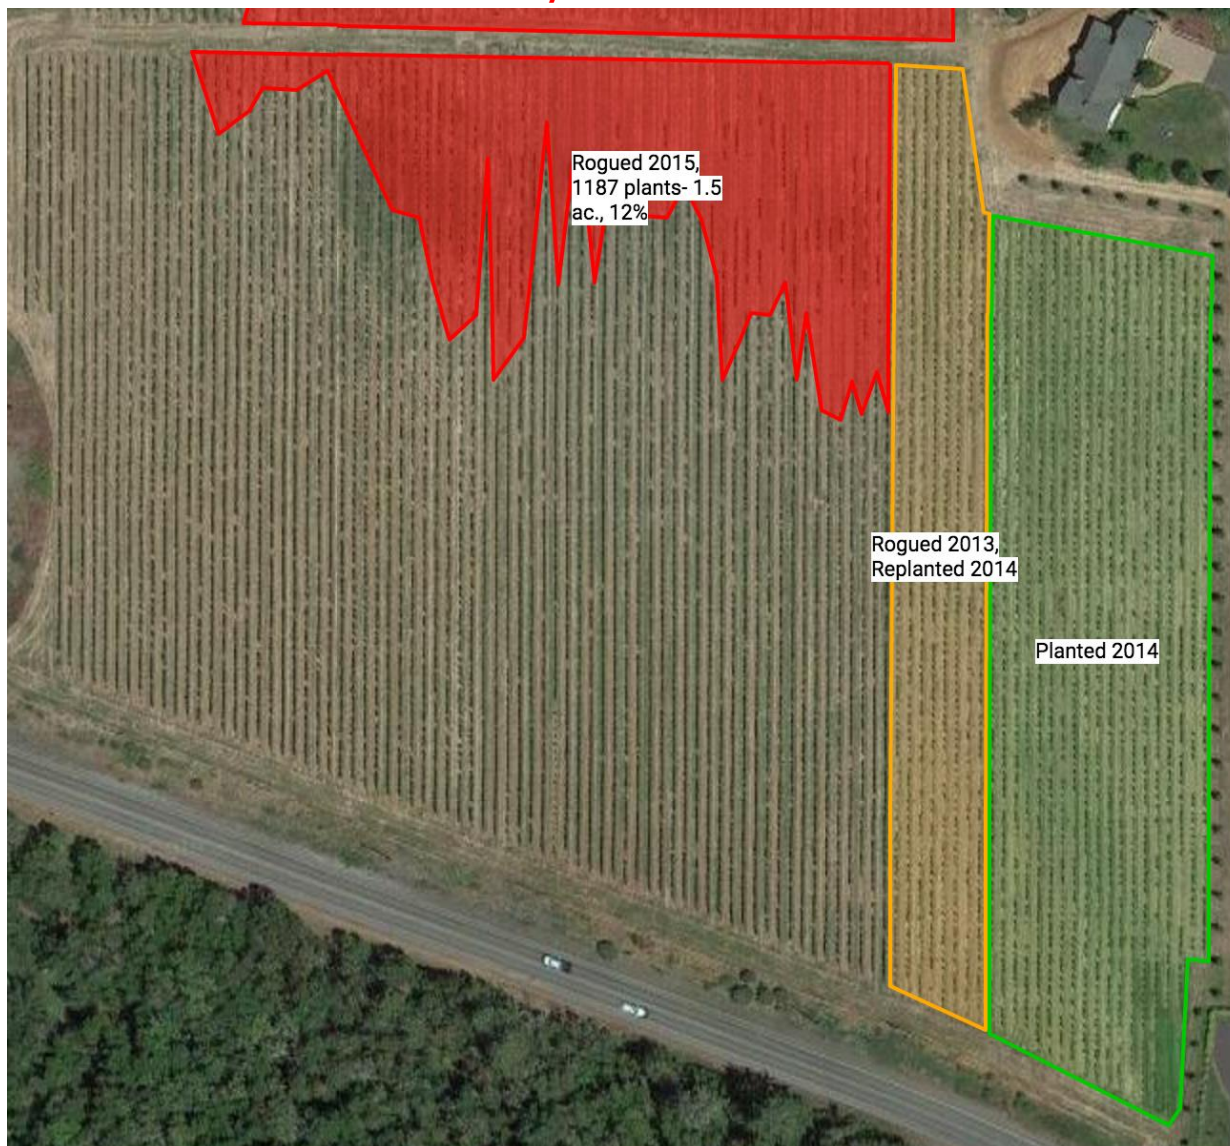 Rogued 2015,
1187 plants- 1.5
ac., 12%
Rogued 2013,
Replanted 2014
Planted 2014